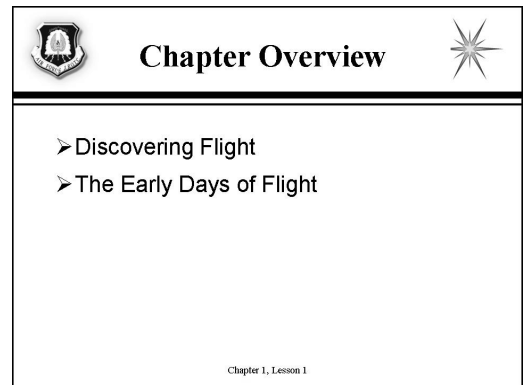 Chapter Overview
➢Discovering Flight
➢The Early Days of Flight
Chapter 1, Lesson 1